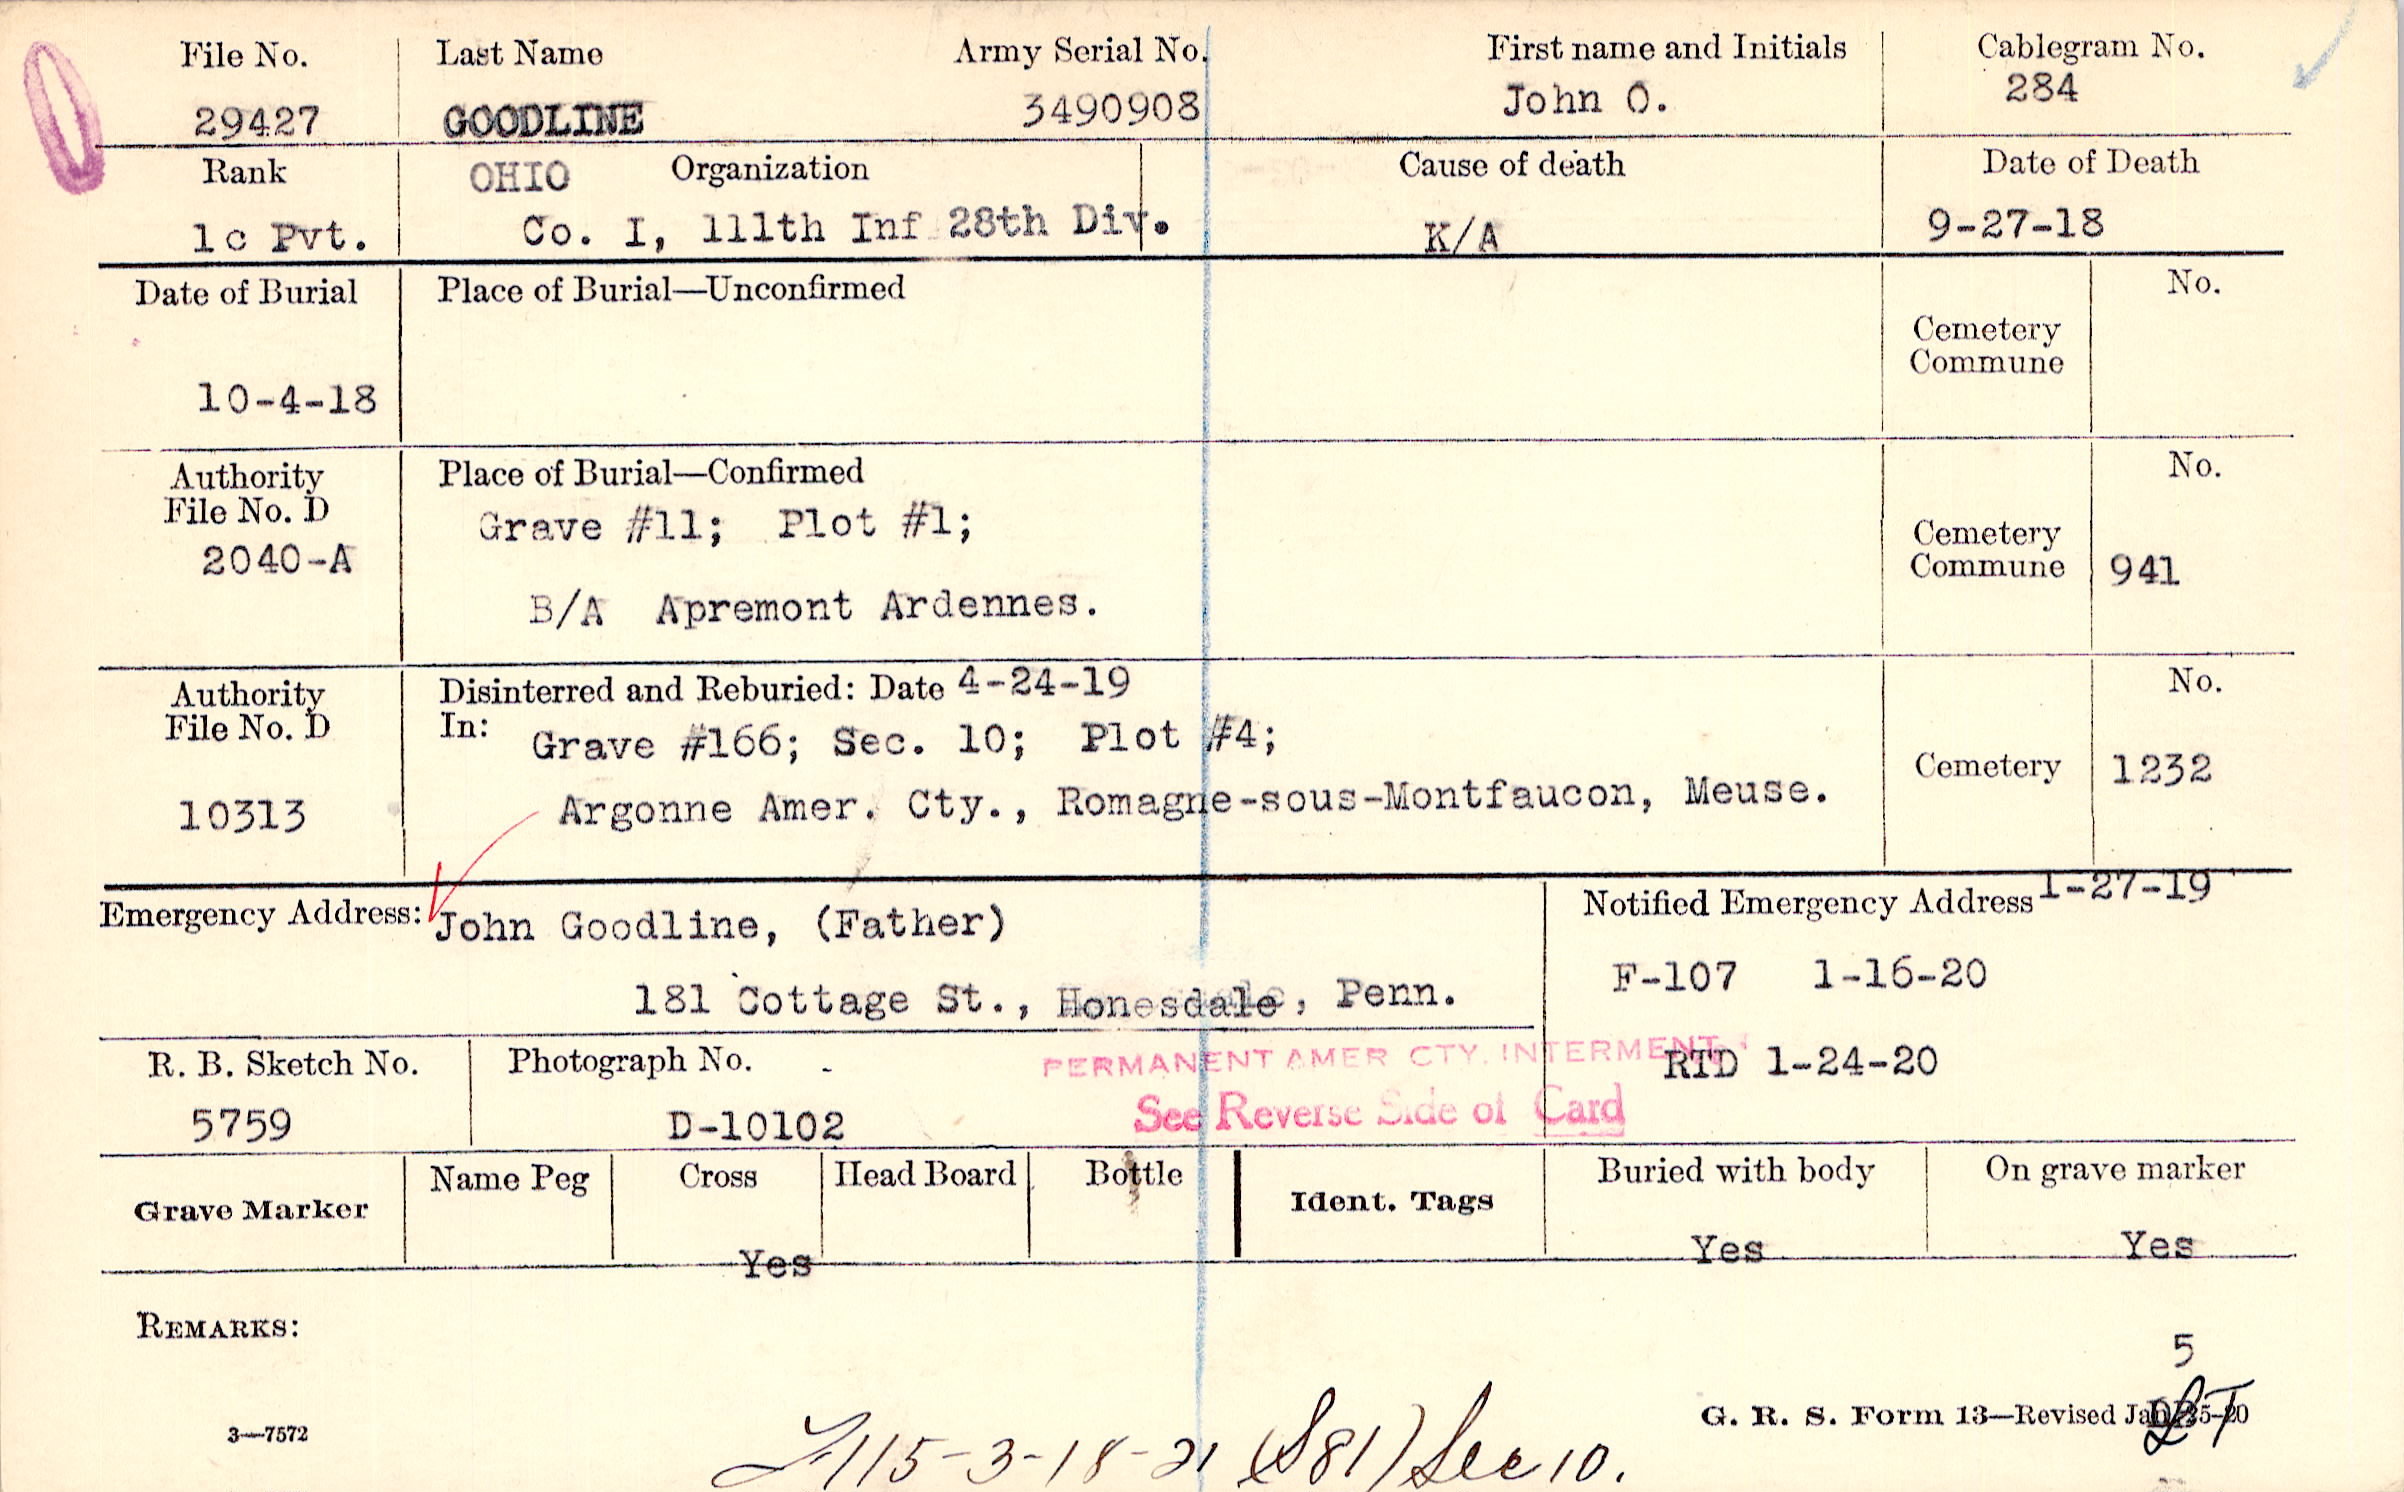 File No. Last Name Army Serial No. First name and Initials Cablegram No.
29427 GOODLINE 3490908 John O. 284
Rank OHIO Organization Cause of death Date of Death
1c Pvt. Co. I, 111th Inf 28th Div. K/A 9-27-18
Date of Burial Place of Burial—Unconfirmed No.
Cemetery
Commune
10-4-18
Authority Place of Burial—Confirmed No.
File No. D
2040-A
Grave #11; Plot #1;
Cemetery
Commune 941
B/A Apremont Ardennes.
Authority Disinterred and Reburied: Date 4-24-19 No.
File No. D In: Grave #166; Sec. 10; Plot #4;
Cemetery 1232
10313 Argonne Amer. Cty., Romagne-sous-Montfaucon, Meuse.
Emergency Address: John Goodline, (Father) Notified Emergency Address 1-27-19
F-107 1-16-20
181 Cottage St., Honesdale, Penn.
R. B. Sketch No. Photograph No. PERMANENT AMER CTY. INTERMENT RTD 1-24-20
5759 D-10102 See Reverse Side of Card
Grave Marker Name Peg Cross Head Board Bottle Ident. Tags Buried with body On grave marker
Yes Yes Yes
REMARKS:
5
3—7572 G. R. S. Form 13—Revised Jan. 25-20
115-3-18-21 (S81) Sec 10.